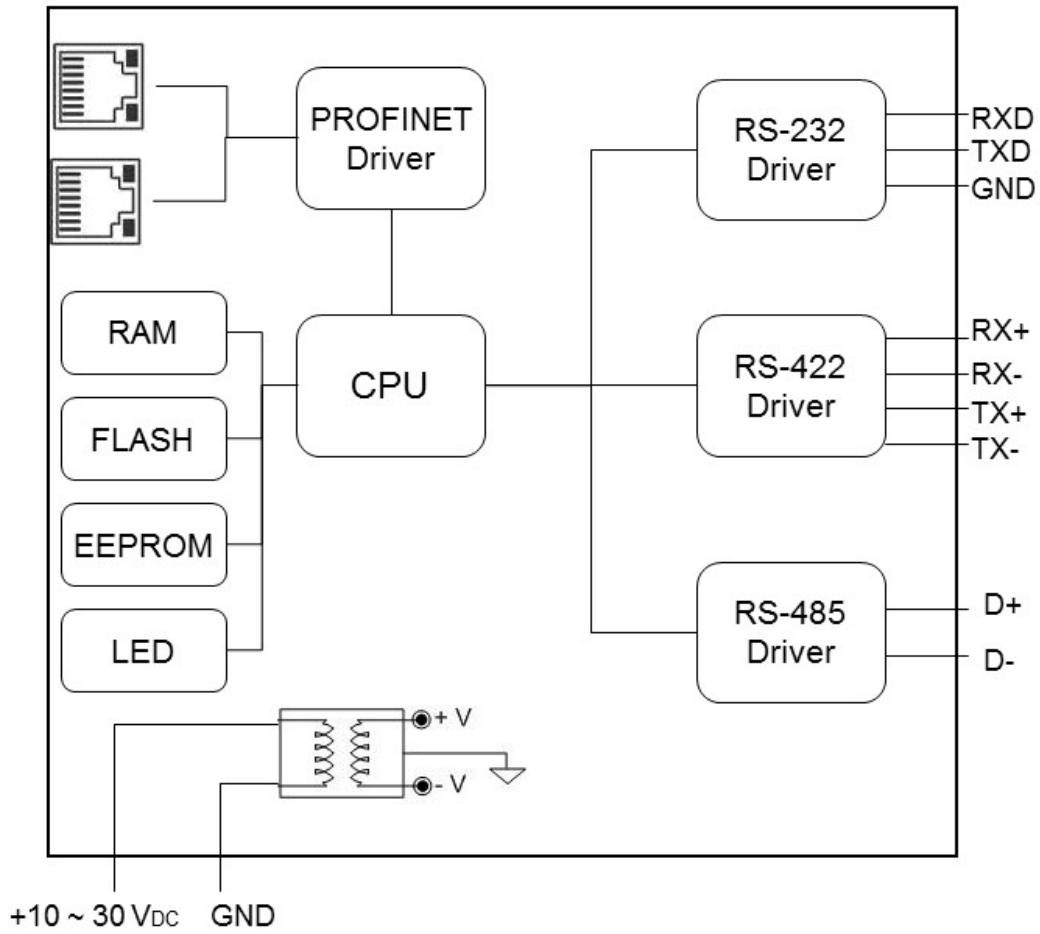 PROFINET
Driver
RS-232
Driver
RXD
TXD
GND
RAM
FLASH
EEPROM
LED
CPU
RS-422
Driver
RX+
RX-
TX+
TX-
RS-485
Driver
D+
D-
+ V
- V
+10 ~ 30 VDC
GND